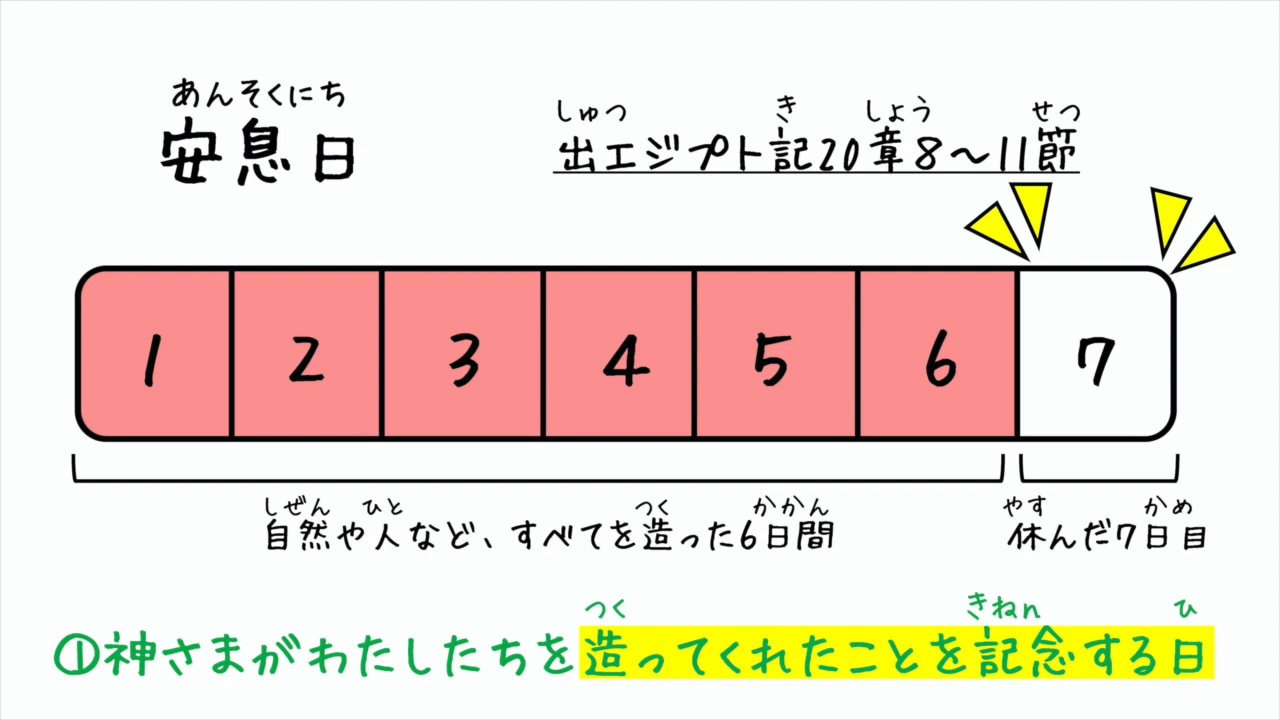 あんそくにち
安息日
しゅつ き しょう せつ
出エジプト記20章8～11節
1 2 3 4 5 6 7
しぜん ひと つく かかん
自然や人など、すべてを造った6日間
やす かめ
休んだ7日目
つく きねn ひ
①神さまがわたしたちを造ってくれたことを記念する日